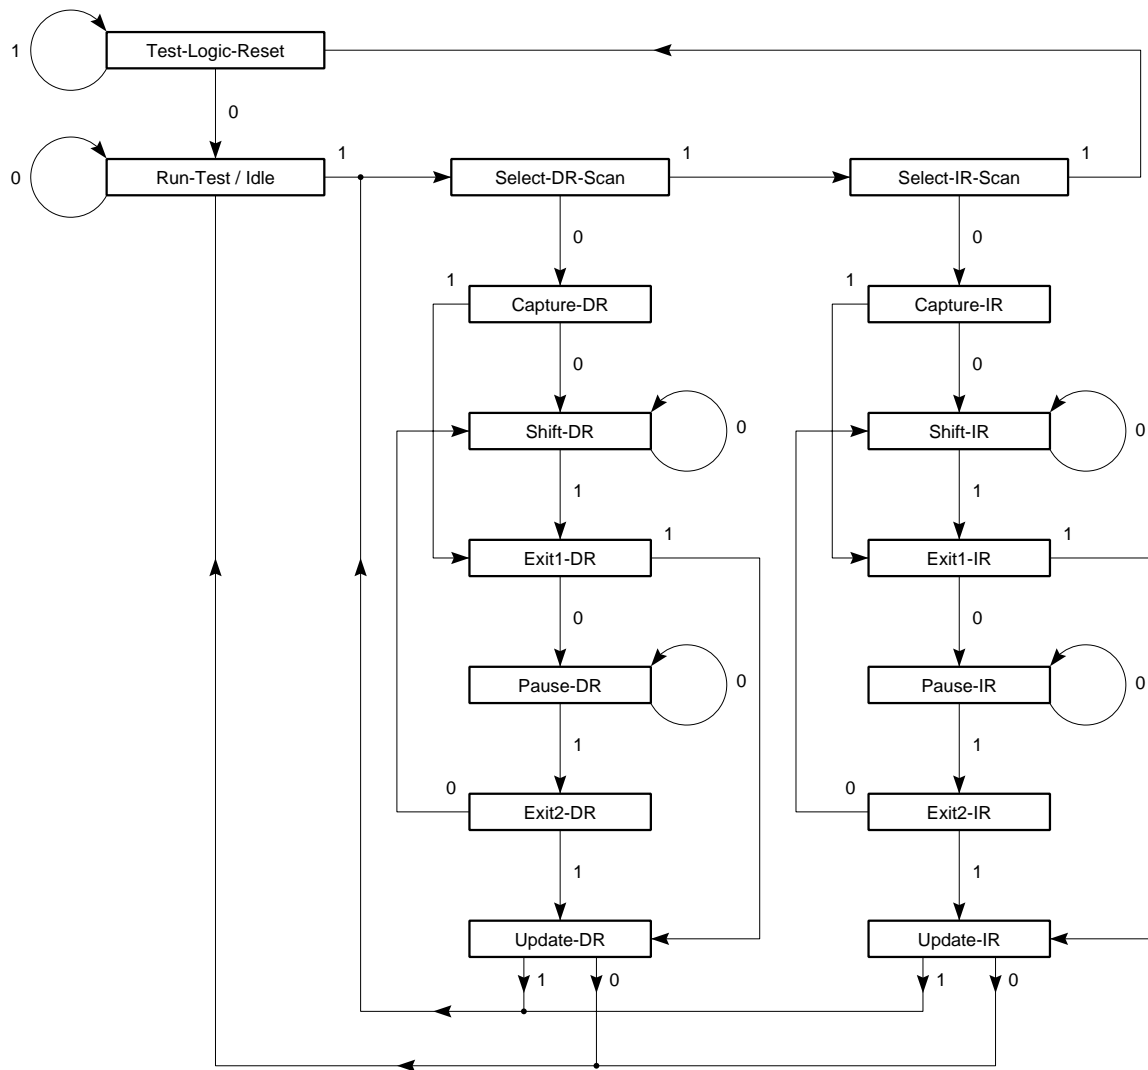 1
Test-Logic-Reset
0
0
Run-Test / Idle
1
Select-DR-Scan
1
Select-IR-Scan
1
0
0
1
Capture-DR
1
Capture-IR
0
0
Shift-DR
0
Shift-IR
0
1
1
Exit1-DR
1
Exit1-IR
1
0
0
Pause-DR
0
Pause-IR
0
1
1
0
Exit2-DR
0
Exit2-IR
1
1
Update-DR
Update-IR
1
0
1
0